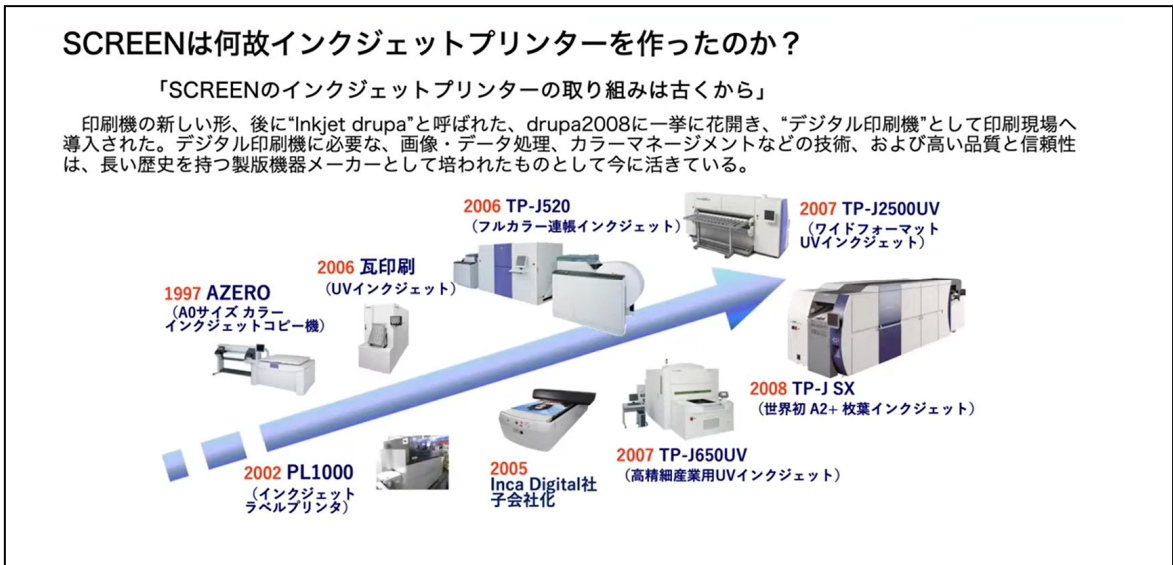 SCREENは何故インクジェットプリンターを作ったのか？
「SCREENのインクジェットプリンターの取り組みは古くから」
印刷機の新しい形、後に“Inkjet drupa”と呼ばれた、drupa2008に一挙に花開き、“デジタル印刷機”として印刷現場へ
導入された。デジタル印刷機に必要な、画像・データ処理、カラーマネージメントなどの技術、および高い品質と信頼性
は、長い歴史を持つ製版機器メーカーとして培われたものとして今に活きている。
1997 AZERO
（A0サイズ カラー
インクジェットコピー機）
2006 瓦印刷
（UVインクジェット）
2006 TP-J520
（フルカラー連帳インクジェット）
2007 TP-J2500UV
（ワイドフォーマット
UVインクジェット）
2002 PL1000
（インクジェット
ラベルプリンタ）
2005
Inca Digital社
子会社化
2007 TP-J650UV
（高精細産業用UVインクジェット）
2008 TP-J SX
（世界初 A2+ 枚葉インクジェット）